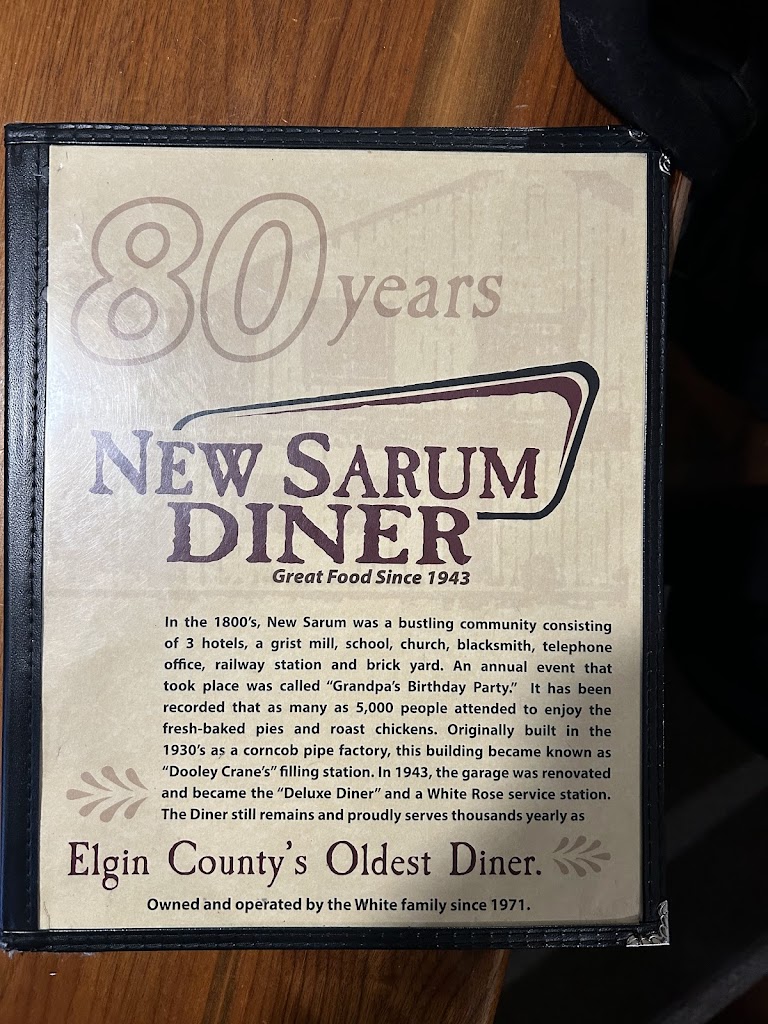 80 years
NEW SARUM
DINER
Great Food Since 1943
In the 1800's, New Sarum was a bustling community consisting
of 3 hotels, a grist mill, school, church, blacksmith, telephone
office, railway station and brick yard. An annual event that
took place was called “Grandpa's Birthday Party.” It has been
recorded that as many as 5,000 people attended to enjoy the
fresh-baked pies and roast chickens. Originally built in the
1930's as a corncob pipe factory, this building became known as
“Dooley Crane's” filling station. In 1943, the garage was renovated
and became the “Deluxe Diner” and a White Rose service station.
The Diner still remains and proudly serves thousands yearly as
Elgin County's Oldest Diner.
Owned and operated by the White family since 1971.